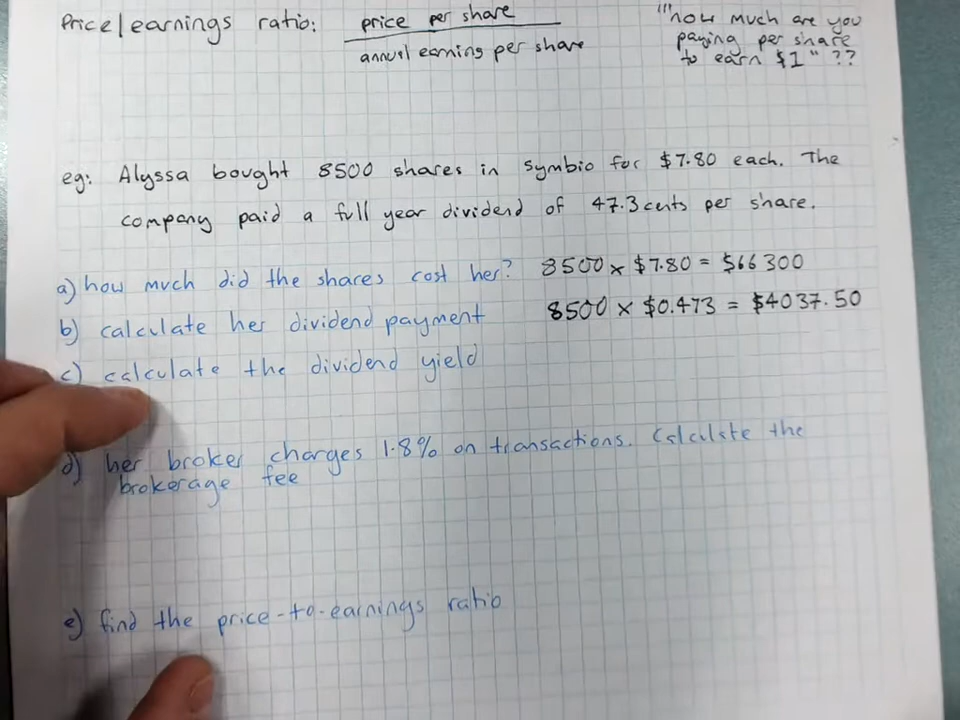 Price/earnings ratio: price per share
annual earning per share
"how much are you
paying per share
to earn $1" ??
eg: Alyssa bought 8500 shares in symbio for $7.80 each. The
company paid a full year dividend of 47.3 cents per share.
a) how much did the shares cost her? 8500 x $7.80 = $66 300
b) calculate her dividend payment 8500 x $0.473 = $4037.50
c) calculate the dividend yield
d) her broker charges 1.8% on transactions. Calculate the
brokerage fee
e) find the price-to-earnings ratio